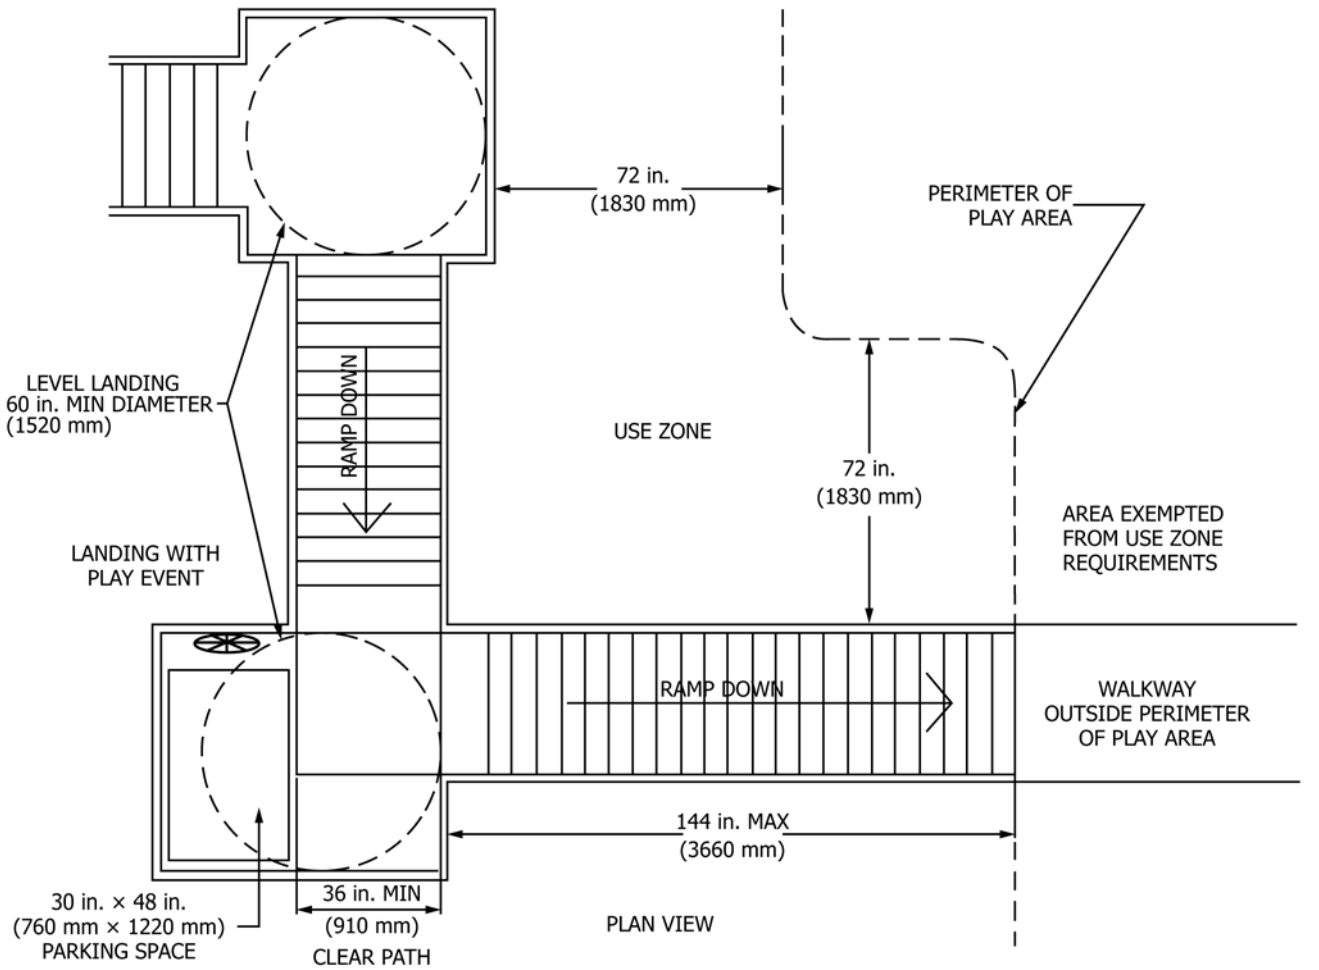 72 in.
(1830 mm)
PERIMETER OF
PLAY AREA
LEVEL LANDING
60 in. MIN DIAMETER
(1520 mm)
RAMP DOWN
USE ZONE
72 in.
(1830 mm)
AREA EXEMPTED
FROM USE ZONE
REQUIREMENTS
LANDING WITH
PLAY EVENT
RAMP DOWN
WALKWAY
OUTSIDE PERIMETER
OF PLAY AREA
144 in. MAX
(3660 mm)
30 in. × 48 in.
(760 mm × 1220 mm)
PARKING SPACE
36 in. MIN
(910 mm)
CLEAR PATH
PLAN VIEW